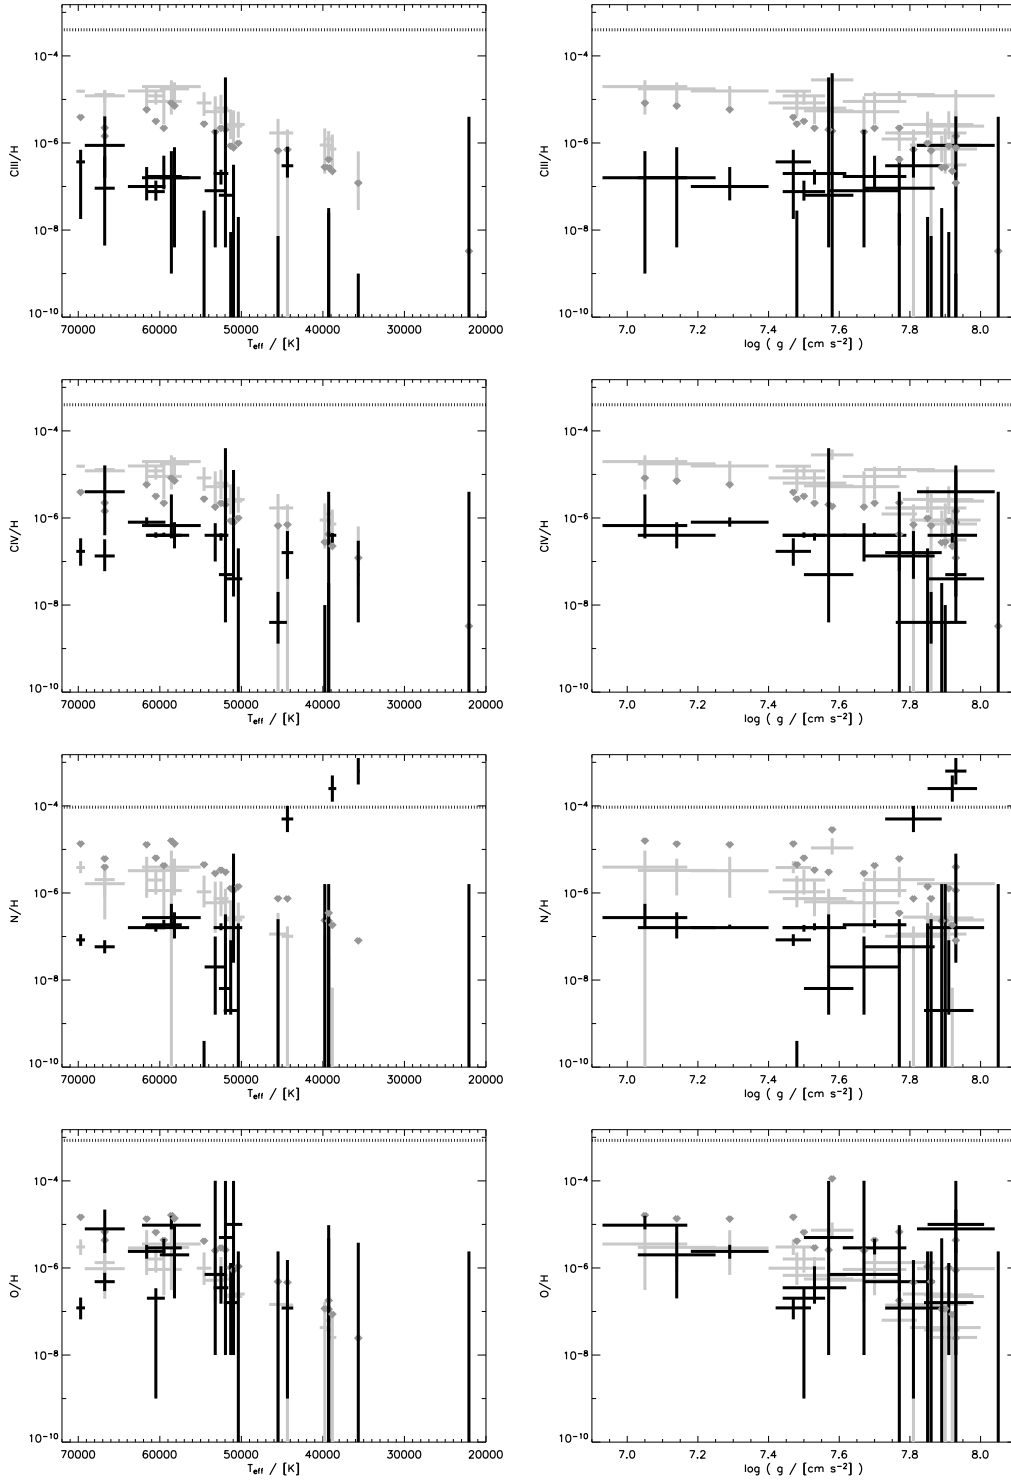 10⁻⁴
10⁻⁶
10⁻⁸
10⁻¹⁰
CIII/H
70000 60000 50000 40000 30000 20000
T_eff / [K]
10⁻⁴
10⁻⁶
10⁻⁸
10⁻¹⁰
CIII/H
7.0 7.2 7.4 7.6 7.8 8.0
log ( g / [cm s⁻²] )
10⁻⁴
10⁻⁶
10⁻⁸
10⁻¹⁰
CIV/H
70000 60000 50000 40000 30000 20000
T_eff / [K]
10⁻⁴
10⁻⁶
10⁻⁸
10⁻¹⁰
CIV/H
7.0 7.2 7.4 7.6 7.8 8.0
log ( g / [cm s⁻²] )
10⁻⁴
10⁻⁶
10⁻⁸
10⁻¹⁰
N/H
70000 60000 50000 40000 30000 20000
T_eff / [K]
10⁻⁴
10⁻⁶
10⁻⁸
10⁻¹⁰
N/H
7.0 7.2 7.4 7.6 7.8 8.0
log ( g / [cm s⁻²] )
10⁻⁴
10⁻⁶
10⁻⁸
10⁻¹⁰
O/H
70000 60000 50000 40000 30000 20000
T_eff / [K]
10⁻⁴
10⁻⁶
10⁻⁸
10⁻¹⁰
O/H
7.0 7.2 7.4 7.6 7.8 8.0
log ( g / [cm s⁻²] )